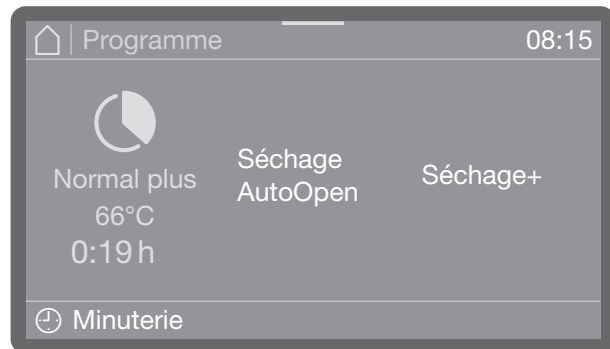 Programme
08:15
Normal plus
66°C
0:19 h
Séchage
AutoOpen
Séchage+
Minuterie